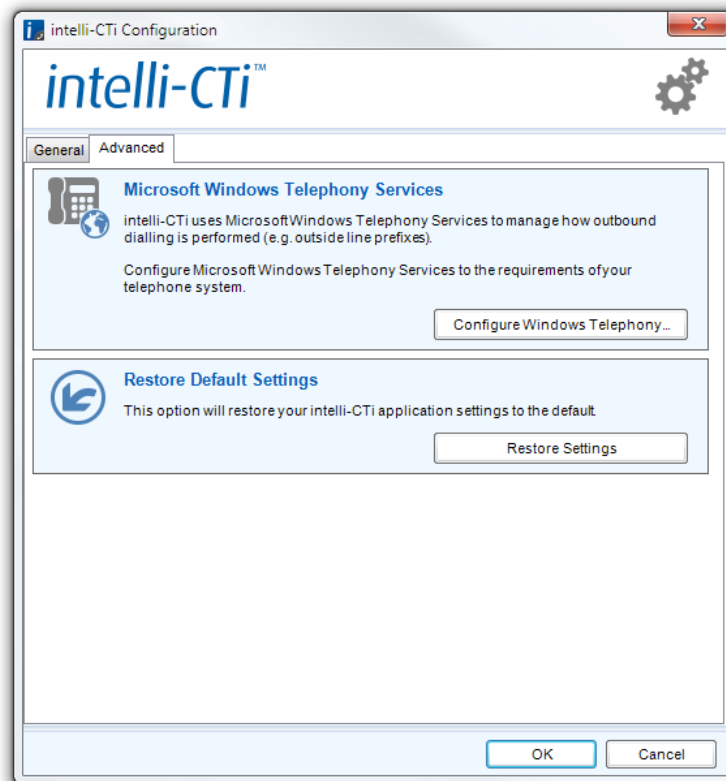 intelli-CTi Configuration
intelli-CTi™
General
Advanced
Microsoft Windows Telephony Services
intelli-CTi uses Microsoft Windows Telephony Services to manage how outbound
dialling is performed (e.g. outside line prefixes).
Configure Microsoft Windows Telephony Services to the requirements of your
telephone system.
Configure Windows Telephony...
Restore Default Settings
This option will restore your intelli-CTi application settings to the default.
Restore Settings
OK
Cancel